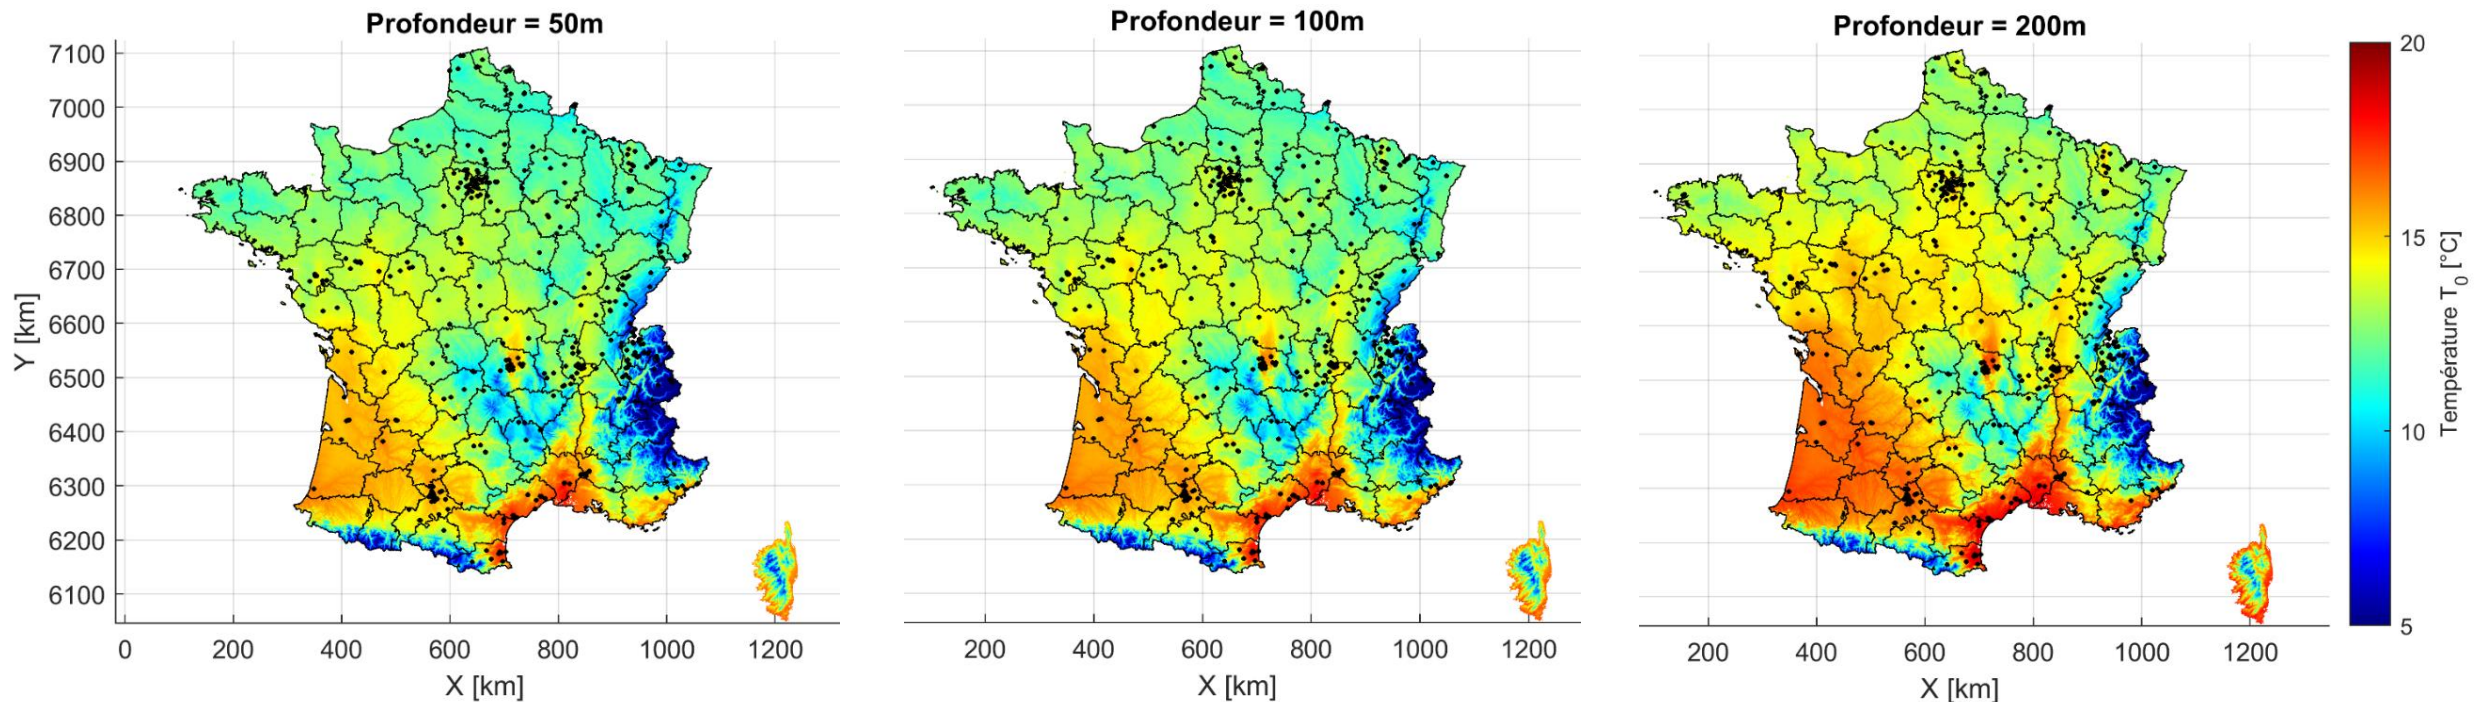 Profondeur = 50m
Profondeur = 100m
Profondeur = 200m
7100
7000
6900
6800
6700
6600
6500
6400
6300
6200
6100
Y [km]
0 200 400 600 800 1000 1200
X [km]
200 400 600 800 1000 1200
X [km]
200 400 600 800 1000 1200
X [km]
20
15
10
5
Température T0 [°C]